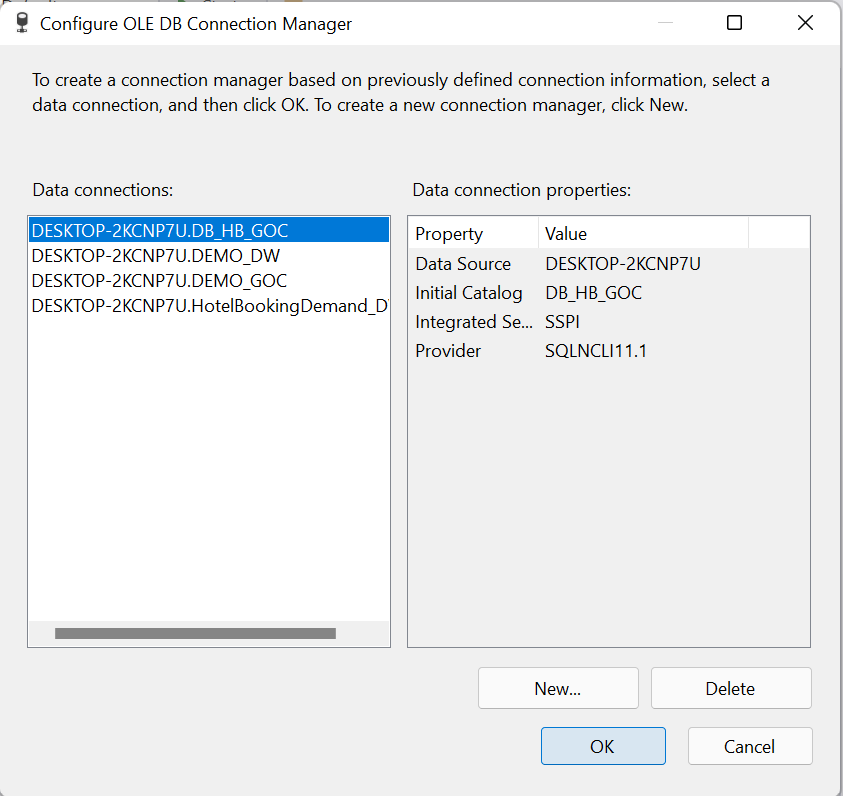 Configure OLE DB Connection Manager
To create a connection manager based on previously defined connection information, select a
data connection, and then click OK. To create a new connection manager, click New.
Data connections:
DESKTOP-2KCNP7U.DB_HB_GOC
DESKTOP-2KCNP7U.DEMO_DW
DESKTOP-2KCNP7U.DEMO_GOC
DESKTOP-2KCNP7U.HotelBookingDemand_D
Data connection properties:
Property Value
Data Source DESKTOP-2KCNP7U
Initial Catalog DB_HB_GOC
Integrated Se... SSPI
Provider SQLNCLI11.1
New... Delete
OK Cancel